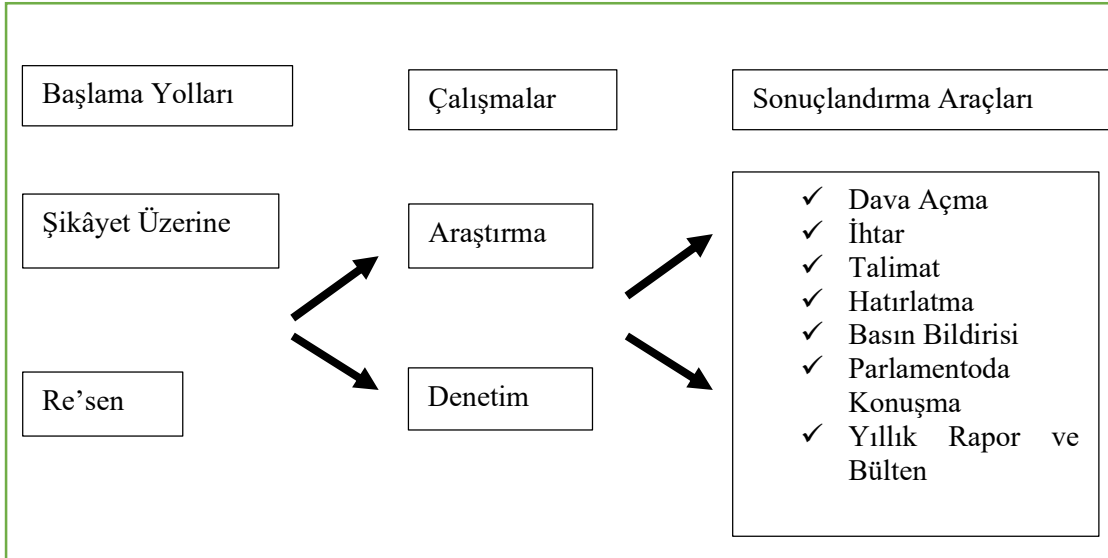 Başlama Yolları
Çalışmalar
Sonuçlandırma Araçları
Şikâyet Üzerine
Re’sen
Araştırma
Denetim
✓ Dava Açma
✓ İhtar
✓ Talimat
✓ Hatırlatma
✓ Basın Bildirisi
✓ Parlamentoda
Konuşma
✓ Yıllık Rapor ve
Bülten